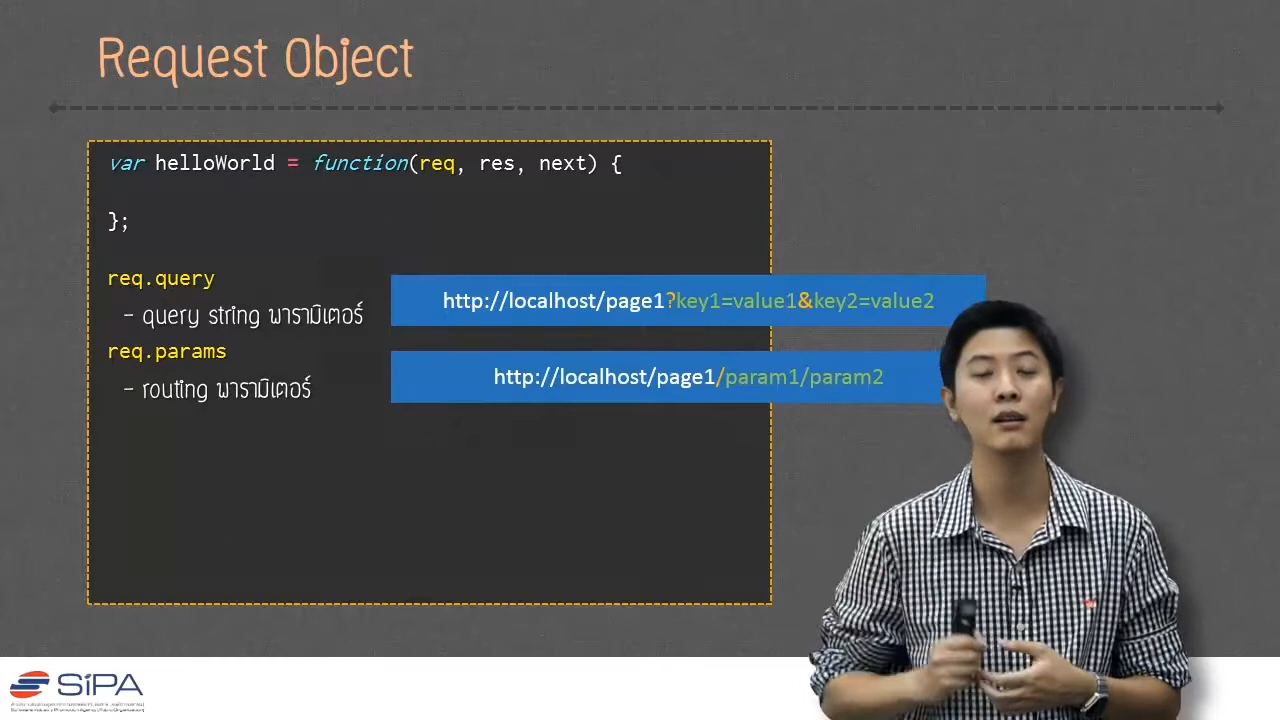 Request Object
var helloWorld = function(req, res, next) {
};
req.query
- query string พารามิเตอร์
http://localhost/page1?key1=value1&key2=value2
req.params
- routing พารามิเตอร์
http://localhost/page1/param1/param2
SiPA